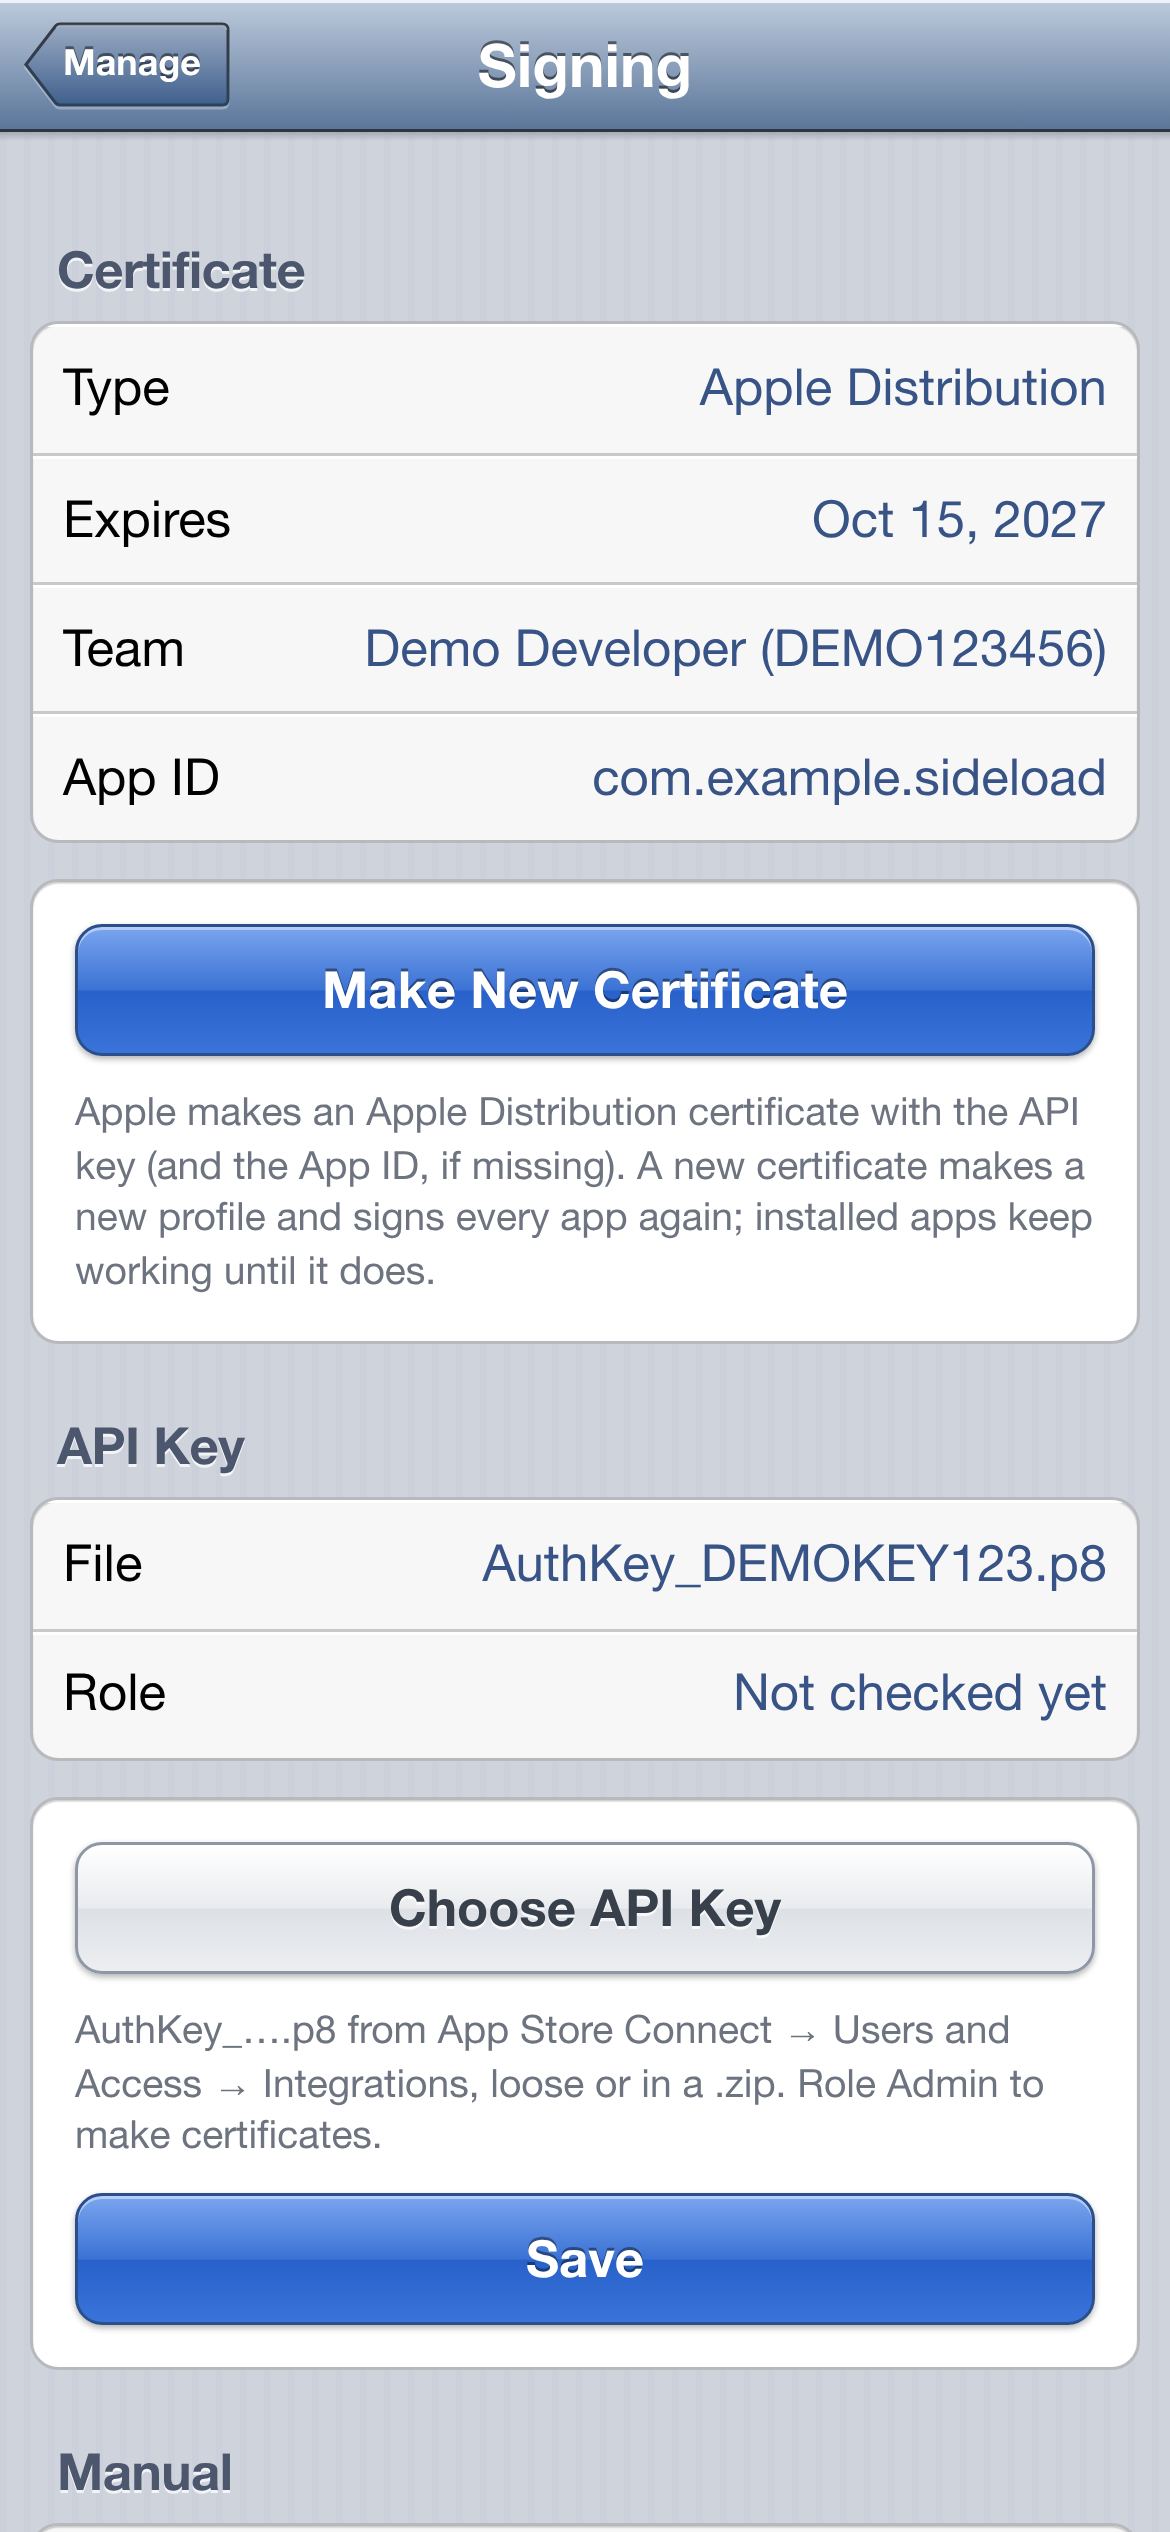 Manage
Signing
Certificate
Type
Apple Distribution
Expires
Oct 15, 2027
Team
Demo Developer (DEMO123456)
App ID
com.example.sideload
Make New Certificate
Apple makes an Apple Distribution certificate with the API
key (and the App ID, if missing). A new certificate makes a
new profile and signs every app again; installed apps keep
working until it does.
API Key
File
AuthKey_DEMOKEY123.p8
Role
Not checked yet
Choose API Key
AuthKey_….p8 from App Store Connect → Users and
Access → Integrations, loose or in a .zip. Role Admin to
make certificates.
Save
Manual